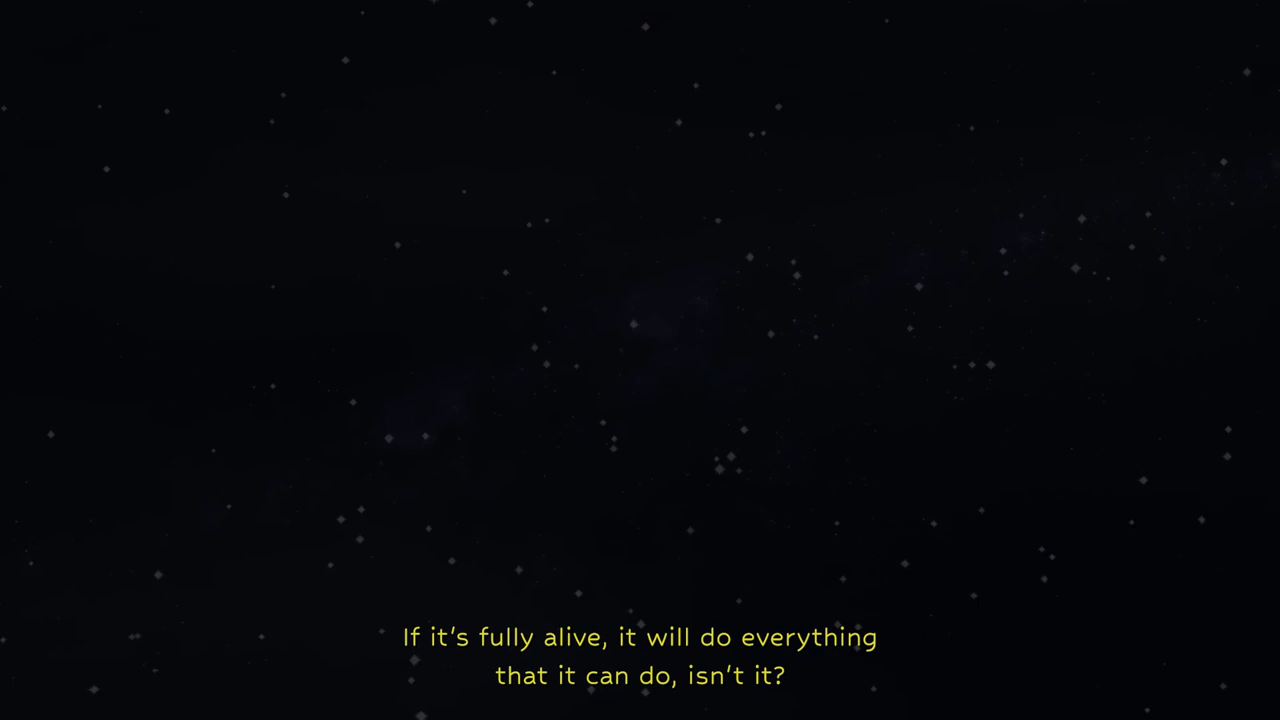 If it's fully alive, it will do everything
that it can do, isn't it?